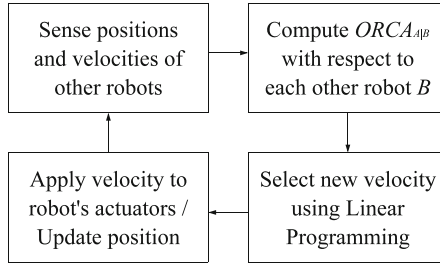 Sense positions
and velocities of
other robots
Compute ORCA_{A|B}
with respect to
each other robot B
Select new velocity
using Linear
Programming
Apply velocity to
robot's actuators /
Update position